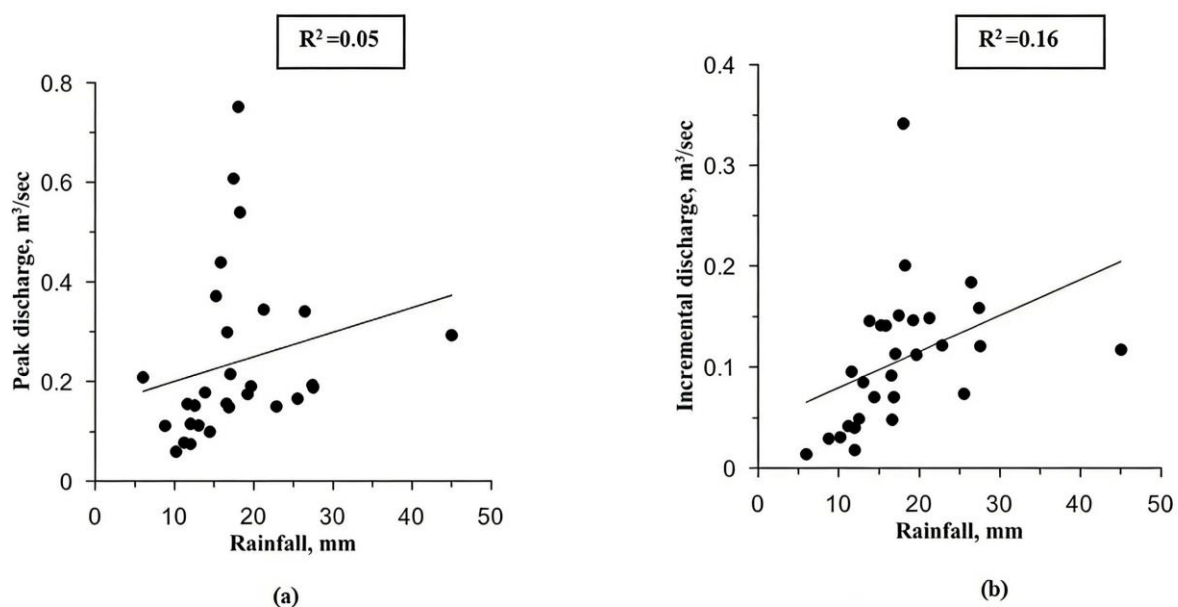 R²=0.05
0.8
0.6
0.4
0.2
0
Peak discharge, m³/sec
0 10 20 30 40 50
Rainfall, mm
(a)
R²=0.16
0.4
0.3
0.2
0.1
0
Incremental discharge, m³/sec
0 10 20 30 40 50
Rainfall, mm
(b)